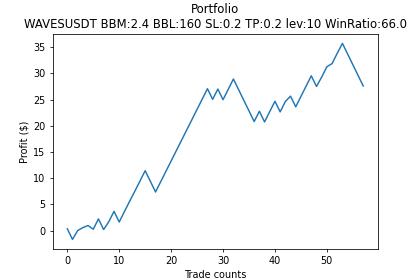 Portfolio
WAVESUSDT BBM:2.4 BBL:160 SL:0.2 TP:0.2 lev:10 WinRatio:66.0
35
30
25
20
15
10
5
0
Profit ($)
0 10 20 30 40 50
Trade counts